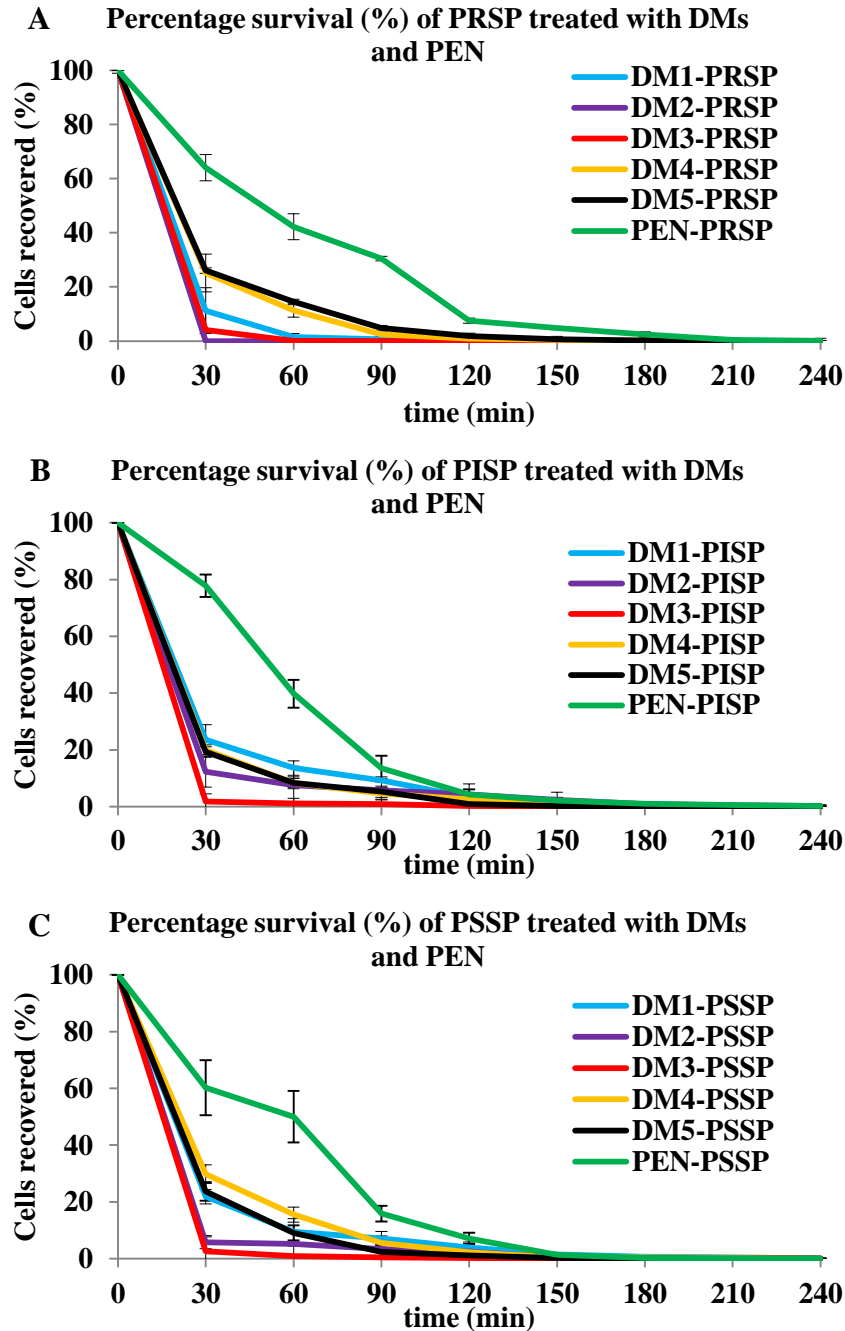 A Percentage survival (%) of PRSP treated with DMs
and PEN
Cells recovered (%)
100
80
60
40
20
0
DM1-PRSP
DM2-PRSP
DM3-PRSP
DM4-PRSP
DM5-PRSP
PEN-PRSP
0 30 60 90 120 150 180 210 240
time (min)
B Percentage survival (%) of PISP treated with DMs
and PEN
Cells recovered (%)
100
80
60
40
20
0
DM1-PISP
DM2-PISP
DM3-PISP
DM4-PISP
DM5-PISP
PEN-PISP
0 30 60 90 120 150 180 210 240
time (min)
C Percentage survival (%) of PSSP treated with DMs
and PEN
Cells recovered (%)
100
80
60
40
20
0
DM1-PSSP
DM2-PSSP
DM3-PSSP
DM4-PSSP
DM5-PSSP
PEN-PSSP
0 30 60 90 120 150 180 210 240
time (min)